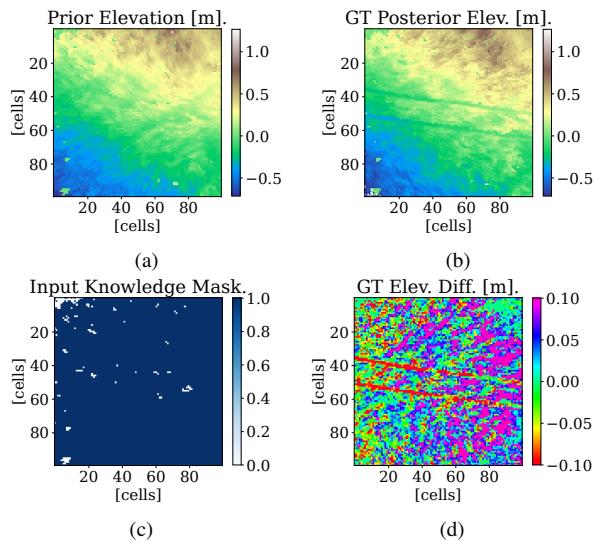 Prior Elevation [m].
GT Posterior Elev. [m].
[cells]
20
40
60
80
20 40 60 80
[cells]
1.0
0.5
0.0
−0.5
[cells]
20
40
60
80
20 40 60 80
[cells]
1.0
0.5
0.0
−0.5
(a)
(b)
Input Knowledge Mask.
GT Elev. Diff. [m].
[cells]
20
40
60
80
20 40 60 80
[cells]
1.0
0.8
0.6
0.4
0.2
0.0
[cells]
20
40
60
80
20 40 60 80
[cells]
0.10
0.05
0.00
−0.05
−0.10
(c)
(d)